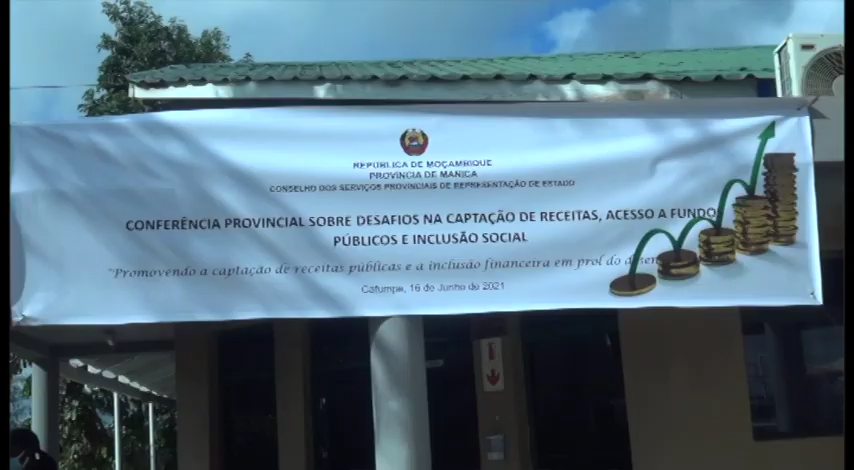 REPÚBLICA DE MOÇAMBIQUE
PROVÍNCIA DE MANICA
CONSELHO DOS SERVIÇOS PROVINCIAIS DE REPRESENTAÇÃO DE ESTADO
CONFERÊNCIA PROVINCIAL SOBRE DESAFIOS NA CAPTAÇÃO DE RECEITAS, ACESSO A FUNDO
PÚBLICOS E INCLUSÃO SOCIAL
"Promovendo a captação de receitas públicas e a inclusão financeira em prol do
Cafumpe, 16 de Junho de 2021